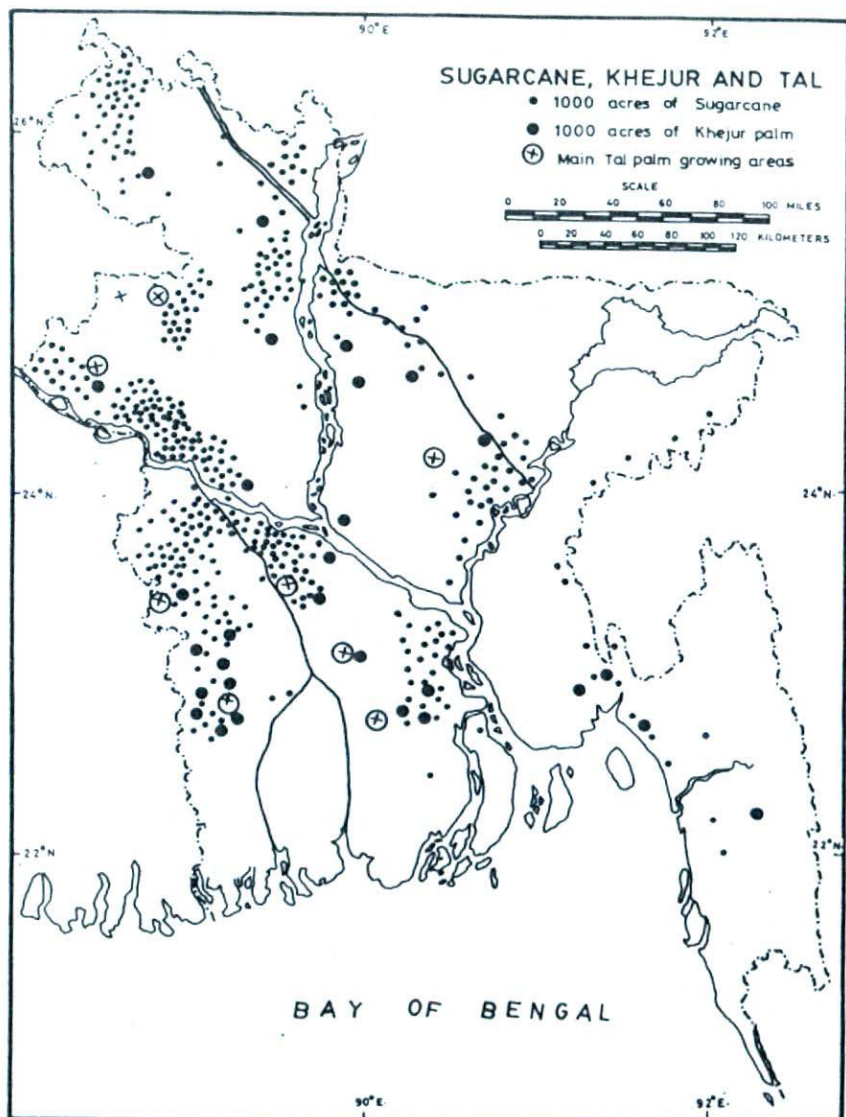 90°E
92°E
SUGARCANE, KHEJUR AND TAL
1000 acres of Sugarcane
1000 acres of Khejur palm
Main Tal palm growing areas
SCALE
0 20 40 60 80 100 MILES
0 20 40 60 80 100 120 KILOMETERS
26°N
24°N
24°N
22°N
22°N
BAY OF BENGAL
90°E
92°E